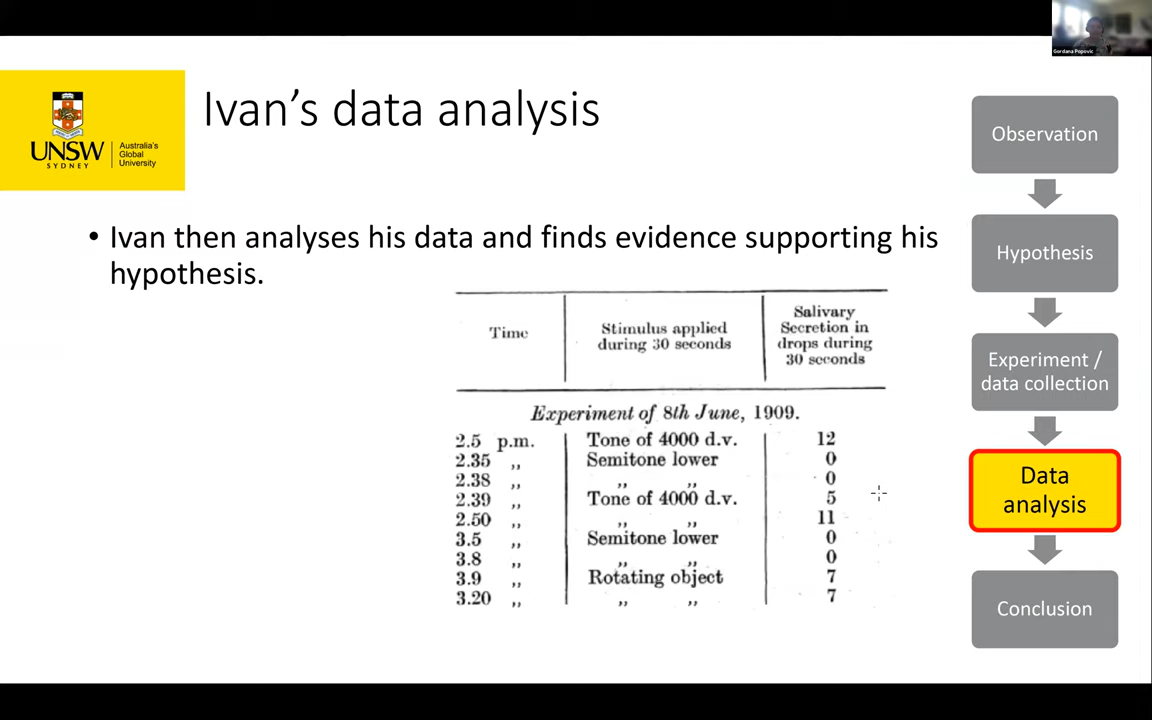 Gordana Popovic
UNSW
SYDNEY
Australia's
Global
University
Ivan's data analysis
• Ivan then analyses his data and finds evidence supporting his
hypothesis.
Time | Stimulus applied during 30 seconds | Salivary Secretion in drops during 30 seconds
Experiment of 8th June, 1909.
2.5 p.m. Tone of 4000 d.v. 12
2.35 ,, Semitone lower 0
2.38 ,, ,, ,, 0
2.39 ,, Tone of 4000 d.v. 5
2.50 ,, ,, ,, 11
3.5 ,, Semitone lower 0
3.8 ,, ,, ,, 0
3.9 ,, Rotating object 7
3.20 ,, ,, ,, 7
Observation
Hypothesis
Experiment /
data collection
Data
analysis
Conclusion